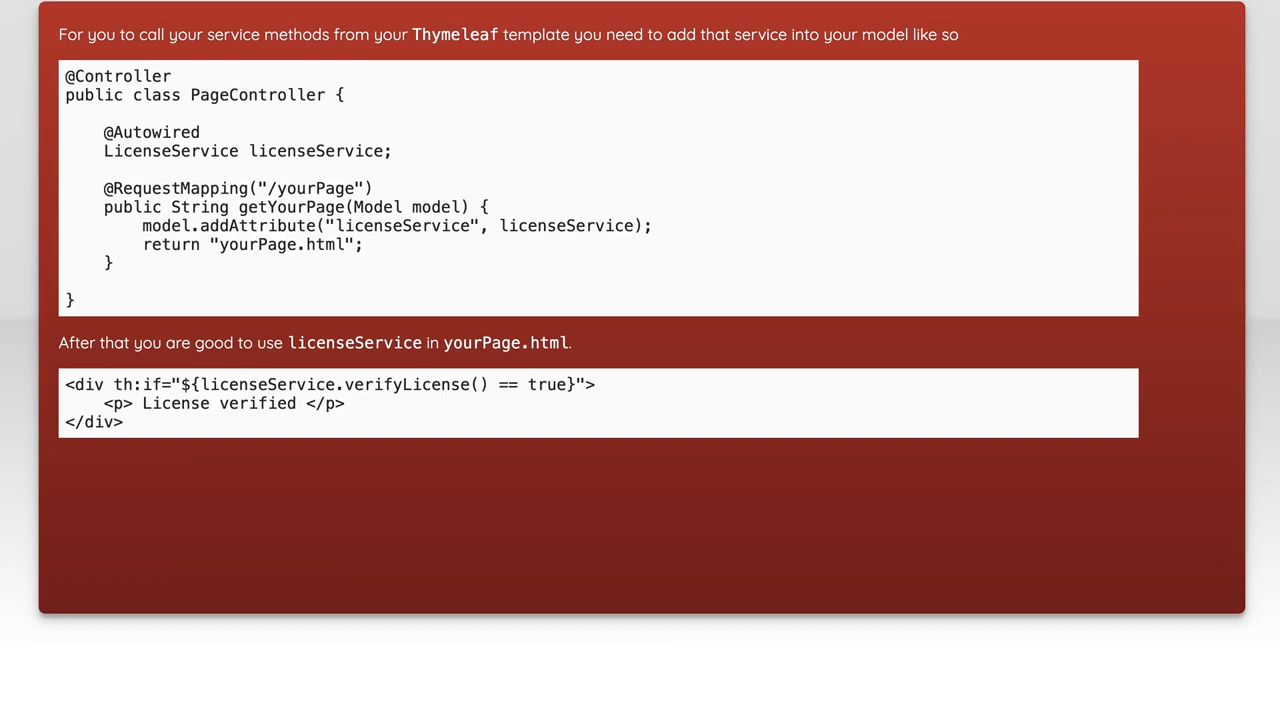 For you to call your service methods from your Thymeleaf template you need to add that service into your model like so
@Controller
public class PageController {
@Autowired
LicenseService licenseService;
@RequestMapping("/yourPage")
public String getYourPage(Model model) {
model.addAttribute("licenseService", licenseService);
return "yourPage.html";
}
}
After that you are good to use licenseService in yourPage.html.
<div th:if="${licenseService.verifyLicense() == true}">
<p> License verified </p>
</div>